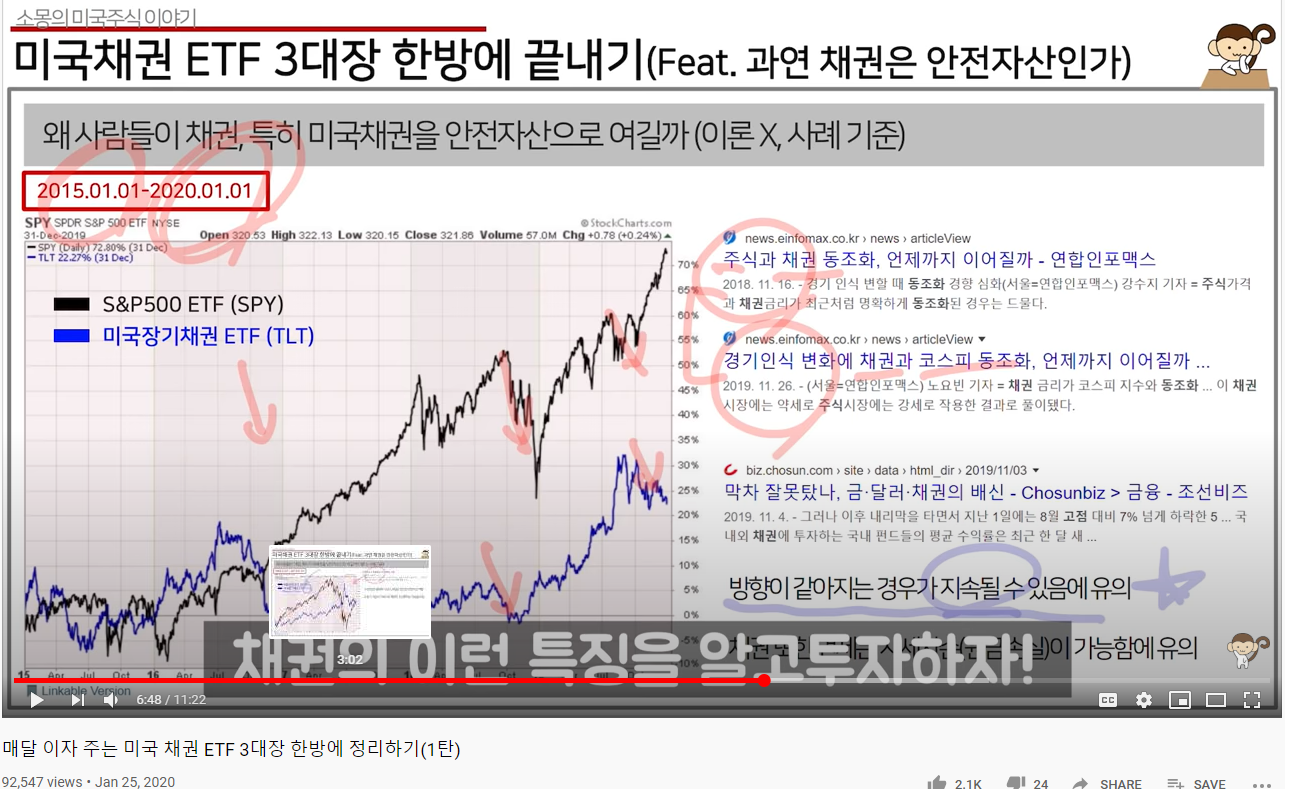 소몽의 미국주식 이야기
미국채권 ETF 3대장 한방에 끝내기(Feat. 과연 채권은 안전자산인가)
왜 사람들이 채권, 특히 미국채권을 안전자산으로 여길까 (이론 X, 사례 기준)
2015.01.01-2020.01.01
SPY SPDR S&P 500 ETF NYSE
© StockCharts.com
31-Dec-2019
Open 320.53 High 322.13 Low 320.15 Close 321.86 Volume 57.0M Chg +0.78 (+0.24%)
SPY (Daily) 72.80% (31 Dec)
TLT 22.27% (31 Dec)
S&P500 ETF (SPY)
미국장기채권 ETF (TLT)
70%
65%
60%
55%
50%
45%
40%
35%
30%
25%
20%
15%
10%
5%
0%
-5%
-10%
15 Apr Jul Oct 16 Apr Jul Oct
Apr
18
Jul
news.einfomax.co.kr › news › articleView
주식과 채권 동조화, 언제까지 이어질까 - 연합인포맥스
2018. 11. 16. - 경기 인식 변할 때 동조화 경향 심화(서울=연합인포맥스) 강수지 기자 = 주식가격
과 채권금리가 최근처럼 명확하게 동조화된 경우는 드물다.
news.einfomax.co.kr › news › articleView
경기인식 변화에 채권과 코스피 동조화, 언제까지 이어질까 ...
2019. 11. 26. - (서울=연합인포맥스) 노요빈 기자 = 채권 금리가 코스피 지수와 동조화 ... 이 채권
시장에는 약세로 주식시장에는 강세로 작용한 결과로 풀이됐다.
biz.chosun.com › site › data › html_dir › 2019/11/03
막차 잘못탔나, 금·달러·채권의 배신 - Chosunbiz > 금융 - 조선비즈
2019. 11. 4. - 그러나 이후 내리막을 타면서 지난 1일에는 8월 고점 대비 7% 넘게 하락한 5 ... 국
내외 채권에 투자하는 국내 펀드들의 평균 수익률은 최근 한 달 새 ...
방향이 같아지는 경우가 지속될 수 있음에 유의
가능함에 유의
채권의 이런 특징을 알고투자하자!
3:02
Linkable Version
6:48 / 11:22
CC
매달 이자 주는 미국 채권 ETF 3대장 한방에 정리하기(1탄)
92,547 views • Jan 25, 2020
2.1K
24
SHARE
SAVE